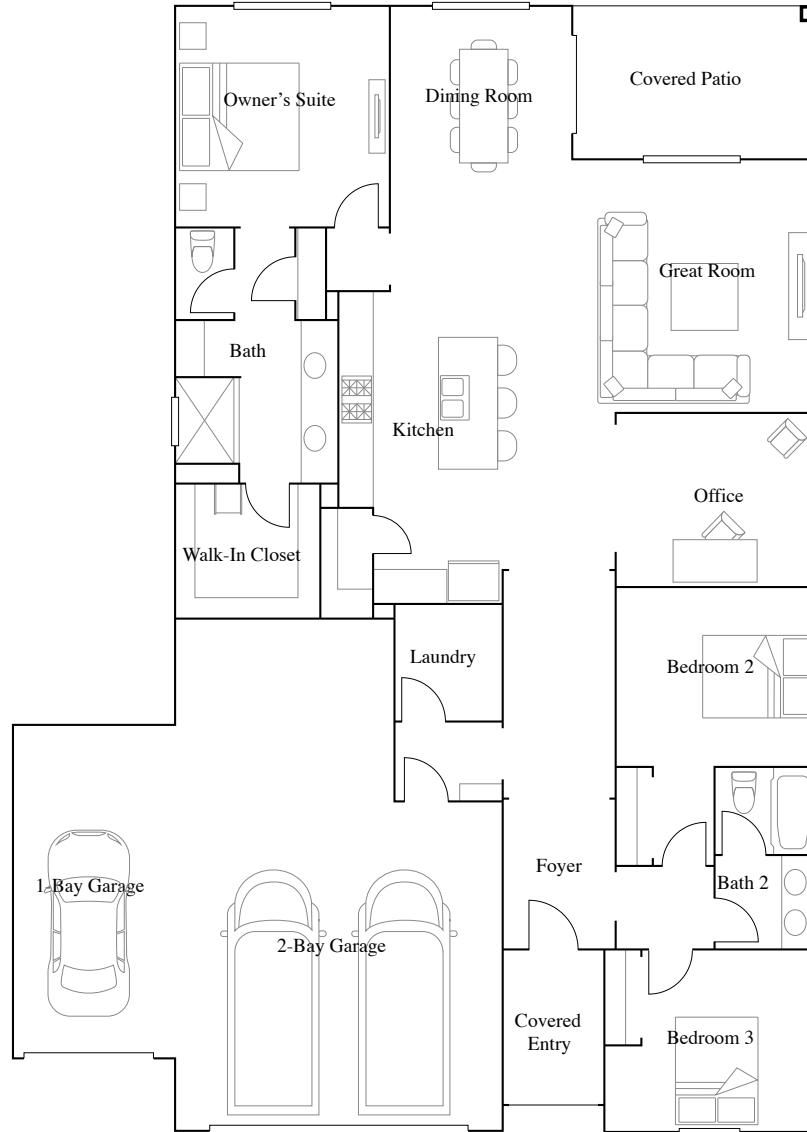 Owner's Suite
Dining Room
Covered Patio
Great Room
Bath
Kitchen
Office
Walk-In Closet
Laundry
Bedroom 2
Foyer
1-Bay Garage
Bath 2
2-Bay Garage
Covered
Entry
Bedroom 3